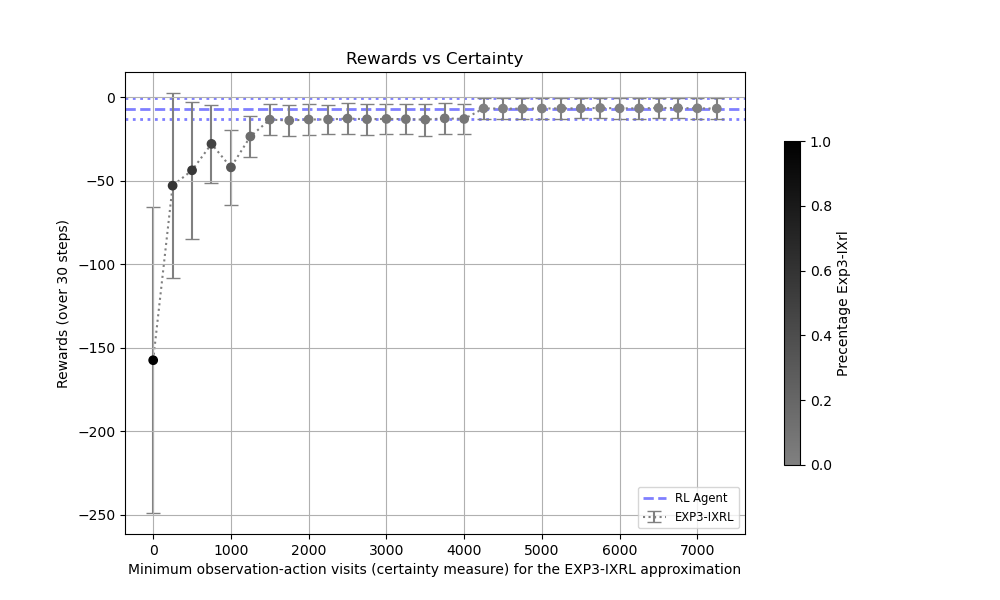 Rewards vs Certainty
Rewards (over 30 steps)
0
−50
−100
−150
−200
−250
0 1000 2000 3000 4000 5000 6000 7000
Minimum observation-action visits (certainty measure) for the EXP3-IXRL approximation
RL Agent
EXP3-IXRL
1.0
0.8
0.6
0.4
0.2
0.0
Precentage Exp3-IXrl